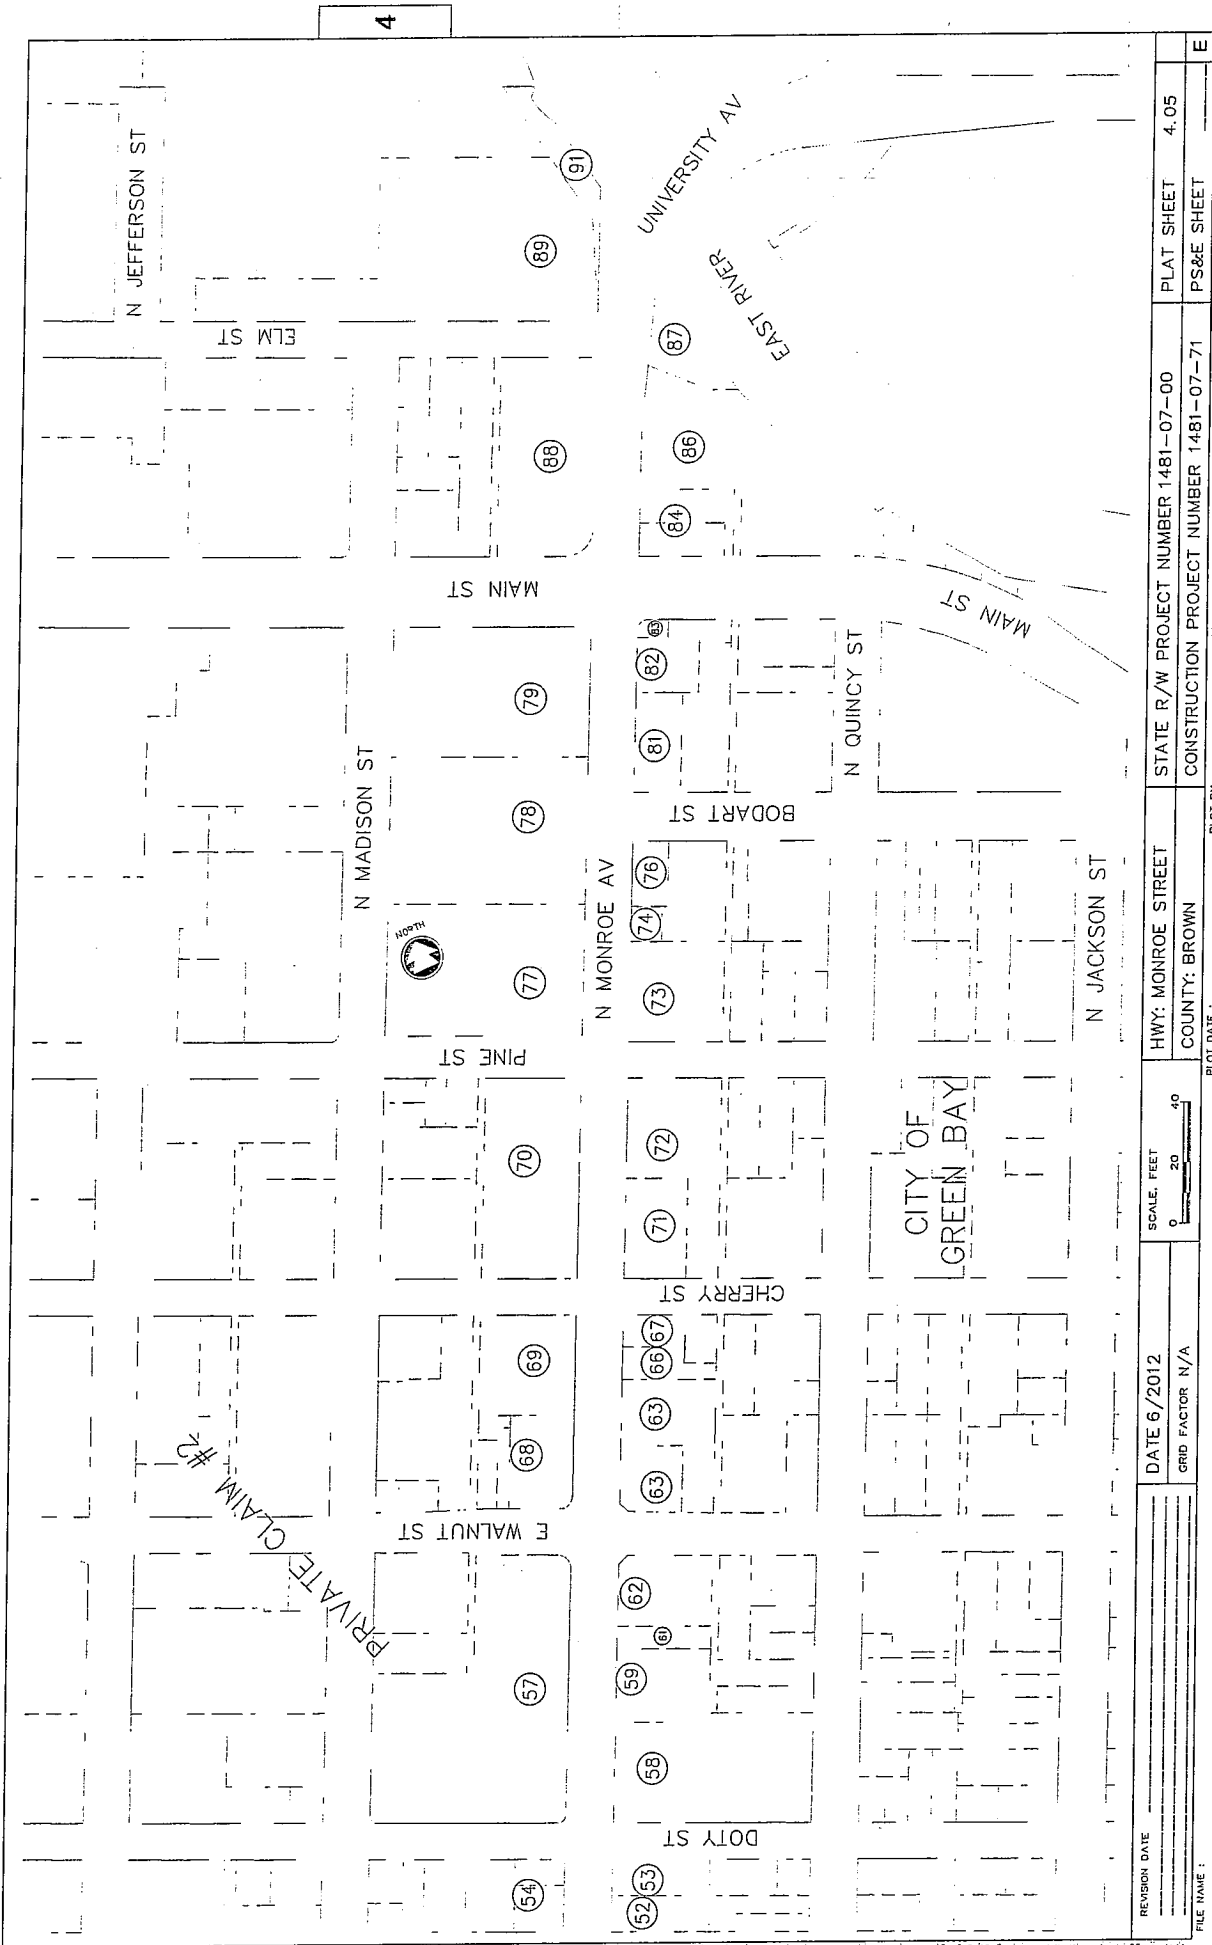 4
N JEFFERSON ST
ELM ST
UNIVERSITY AV
EAST RIVER
91
89
87
88
86
84
MAIN ST
MAIN ST
83
82
79
81
N QUINCY ST
N MADISON ST
78
BODART ST
76
74
N MONROE AV
NORTH
77
73
N JACKSON ST
PINE ST
70
72
71
CITY OF
GREEN BAY
CHERRY ST
69
67
66
63
68
63
PRIVATE CLAIM #2
E WALNUT ST
62
61
59
57
58
DOTY ST
54
53
52
REVISION DATE
DATE 6/2012
GRID FACTOR N/A
SCALE, FEET
0 20 40
HWY: MONROE STREET
COUNTY: BROWN
STATE R/W PROJECT NUMBER 1481-07-00
CONSTRUCTION PROJECT NUMBER 1481-07-71
PLAT SHEET 4.05
PS&E SHEET
E
FILE NAME :
PLOT DATE :